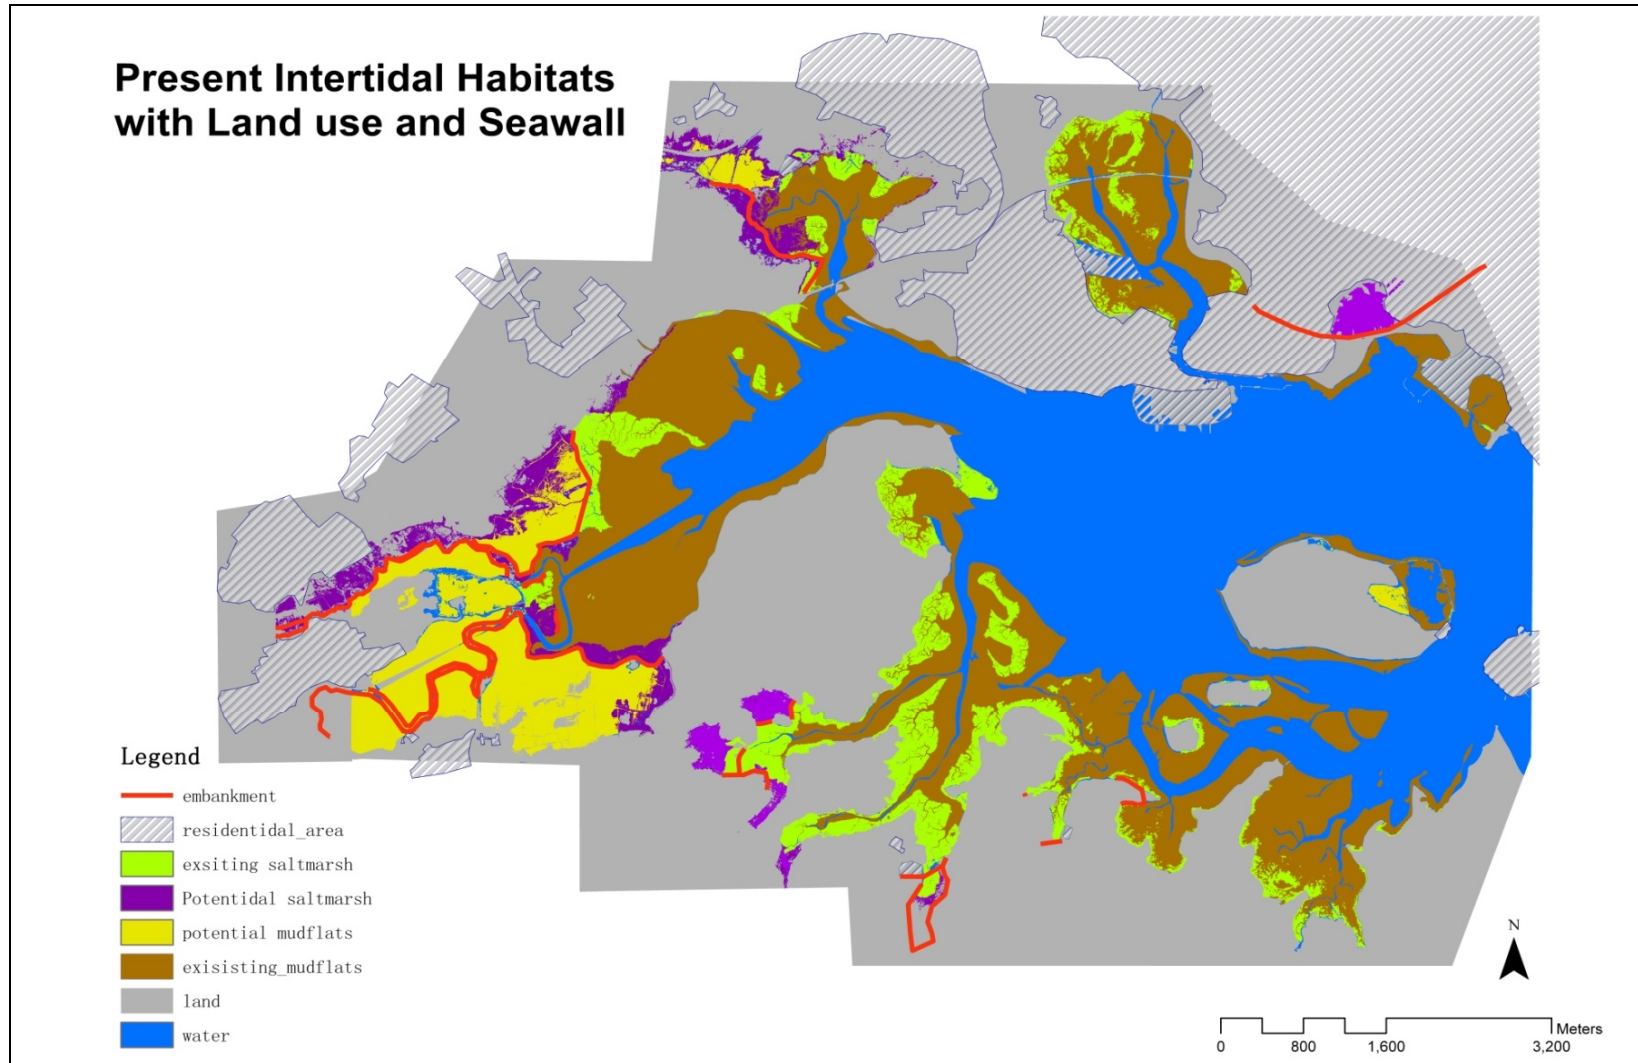 Present Intertidal Habitats
with Land use and Seawall
Legend
embankment
residentidal_area
exsiting saltmarsh
Potentidal saltmarsh
potential mudflats
exisisting_mudflats
land
water
N
Meters
0 800 1,600 3,200